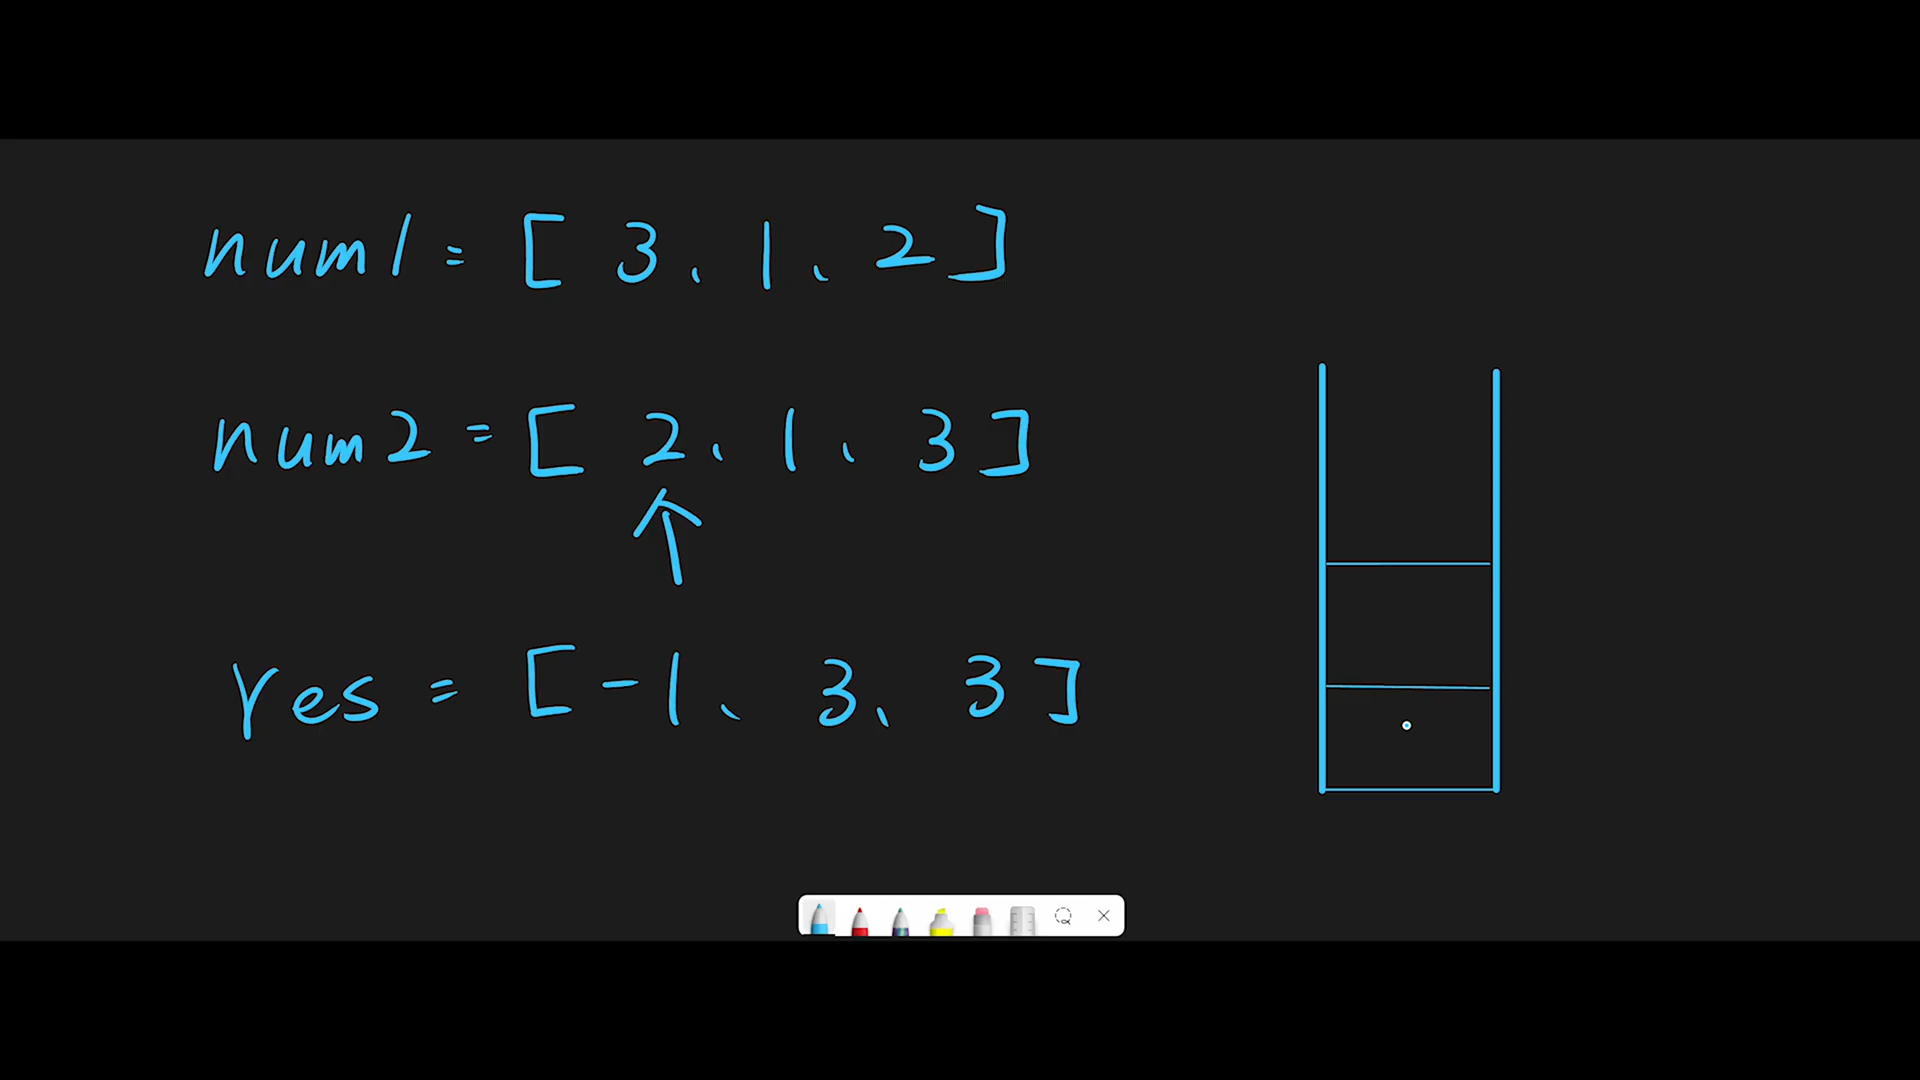 num1 = [ 3、1、2 ]
num2 = [ 2、1、3 ]
res = [ -1、3、3 ]